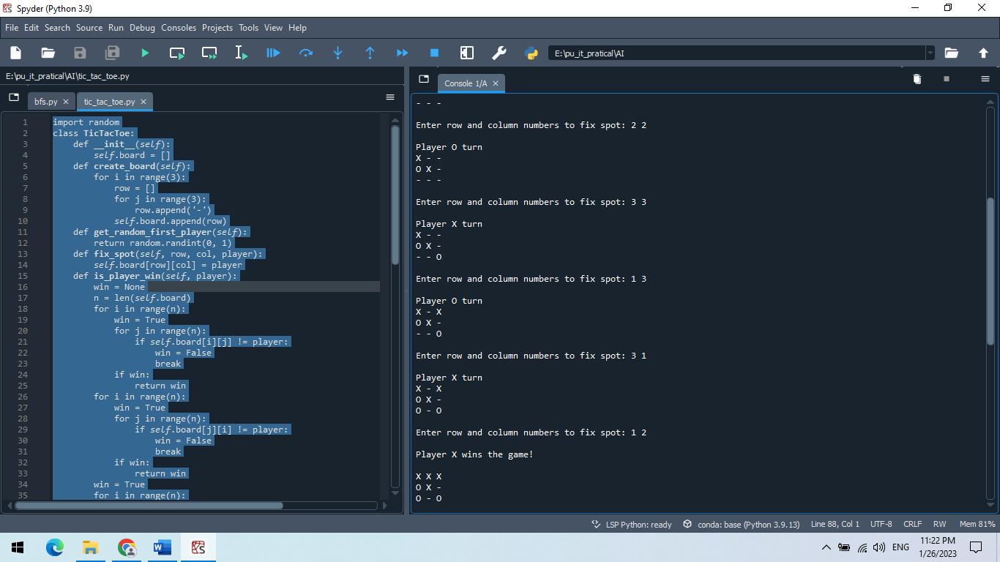 Spyder (Python 3.9)
File Edit Search Source Run Debug Consoles Projects Tools View Help
E:\pu_it_pratical\AI
E:\pu_it_pratical\AI\tic_tac_toe.py
bfs.py
tic_tac_toe.py
1 import random
2 class TicTacToe:
3 def __init__(self):
4 self.board = []
5 def create_board(self):
6 for i in range(3):
7 row = []
8 for j in range(3):
9 row.append('-')
10 self.board.append(row)
11 def get_random_first_player(self):
12 return random.randint(0, 1)
13 def fix_spot(self, row, col, player):
14 self.board[row][col] = player
15 def is_player_win(self, player):
16 win = None
17 n = len(self.board)
18 for i in range(n):
19 win = True
20 for j in range(n):
21 if self.board[i][j] != player:
22 win = False
23 break
24 if win:
25 return win
26 for i in range(n):
27 win = True
28 for j in range(n):
29 if self.board[j][i] != player:
30 win = False
31 break
32 if win:
33 return win
34 win = True
35 for i in range(n):
Console 1/A
- - -
Enter row and column numbers to fix spot: 2 2
Player O turn
X - -
O X -
- - -
Enter row and column numbers to fix spot: 3 3
Player X turn
X - -
O X -
- - O
Enter row and column numbers to fix spot: 1 3
Player O turn
X - X
O X -
- - O
Enter row and column numbers to fix spot: 3 1
Player X turn
X - X
O X -
O - O
Enter row and column numbers to fix spot: 1 2
Player X wins the game!
X X X
O X -
O - O
LSP Python: ready conda: base (Python 3.9.13) Line 88, Col 1 UTF-8 CRLF RW Mem 81%
ENG
11:22 PM
1/26/2023